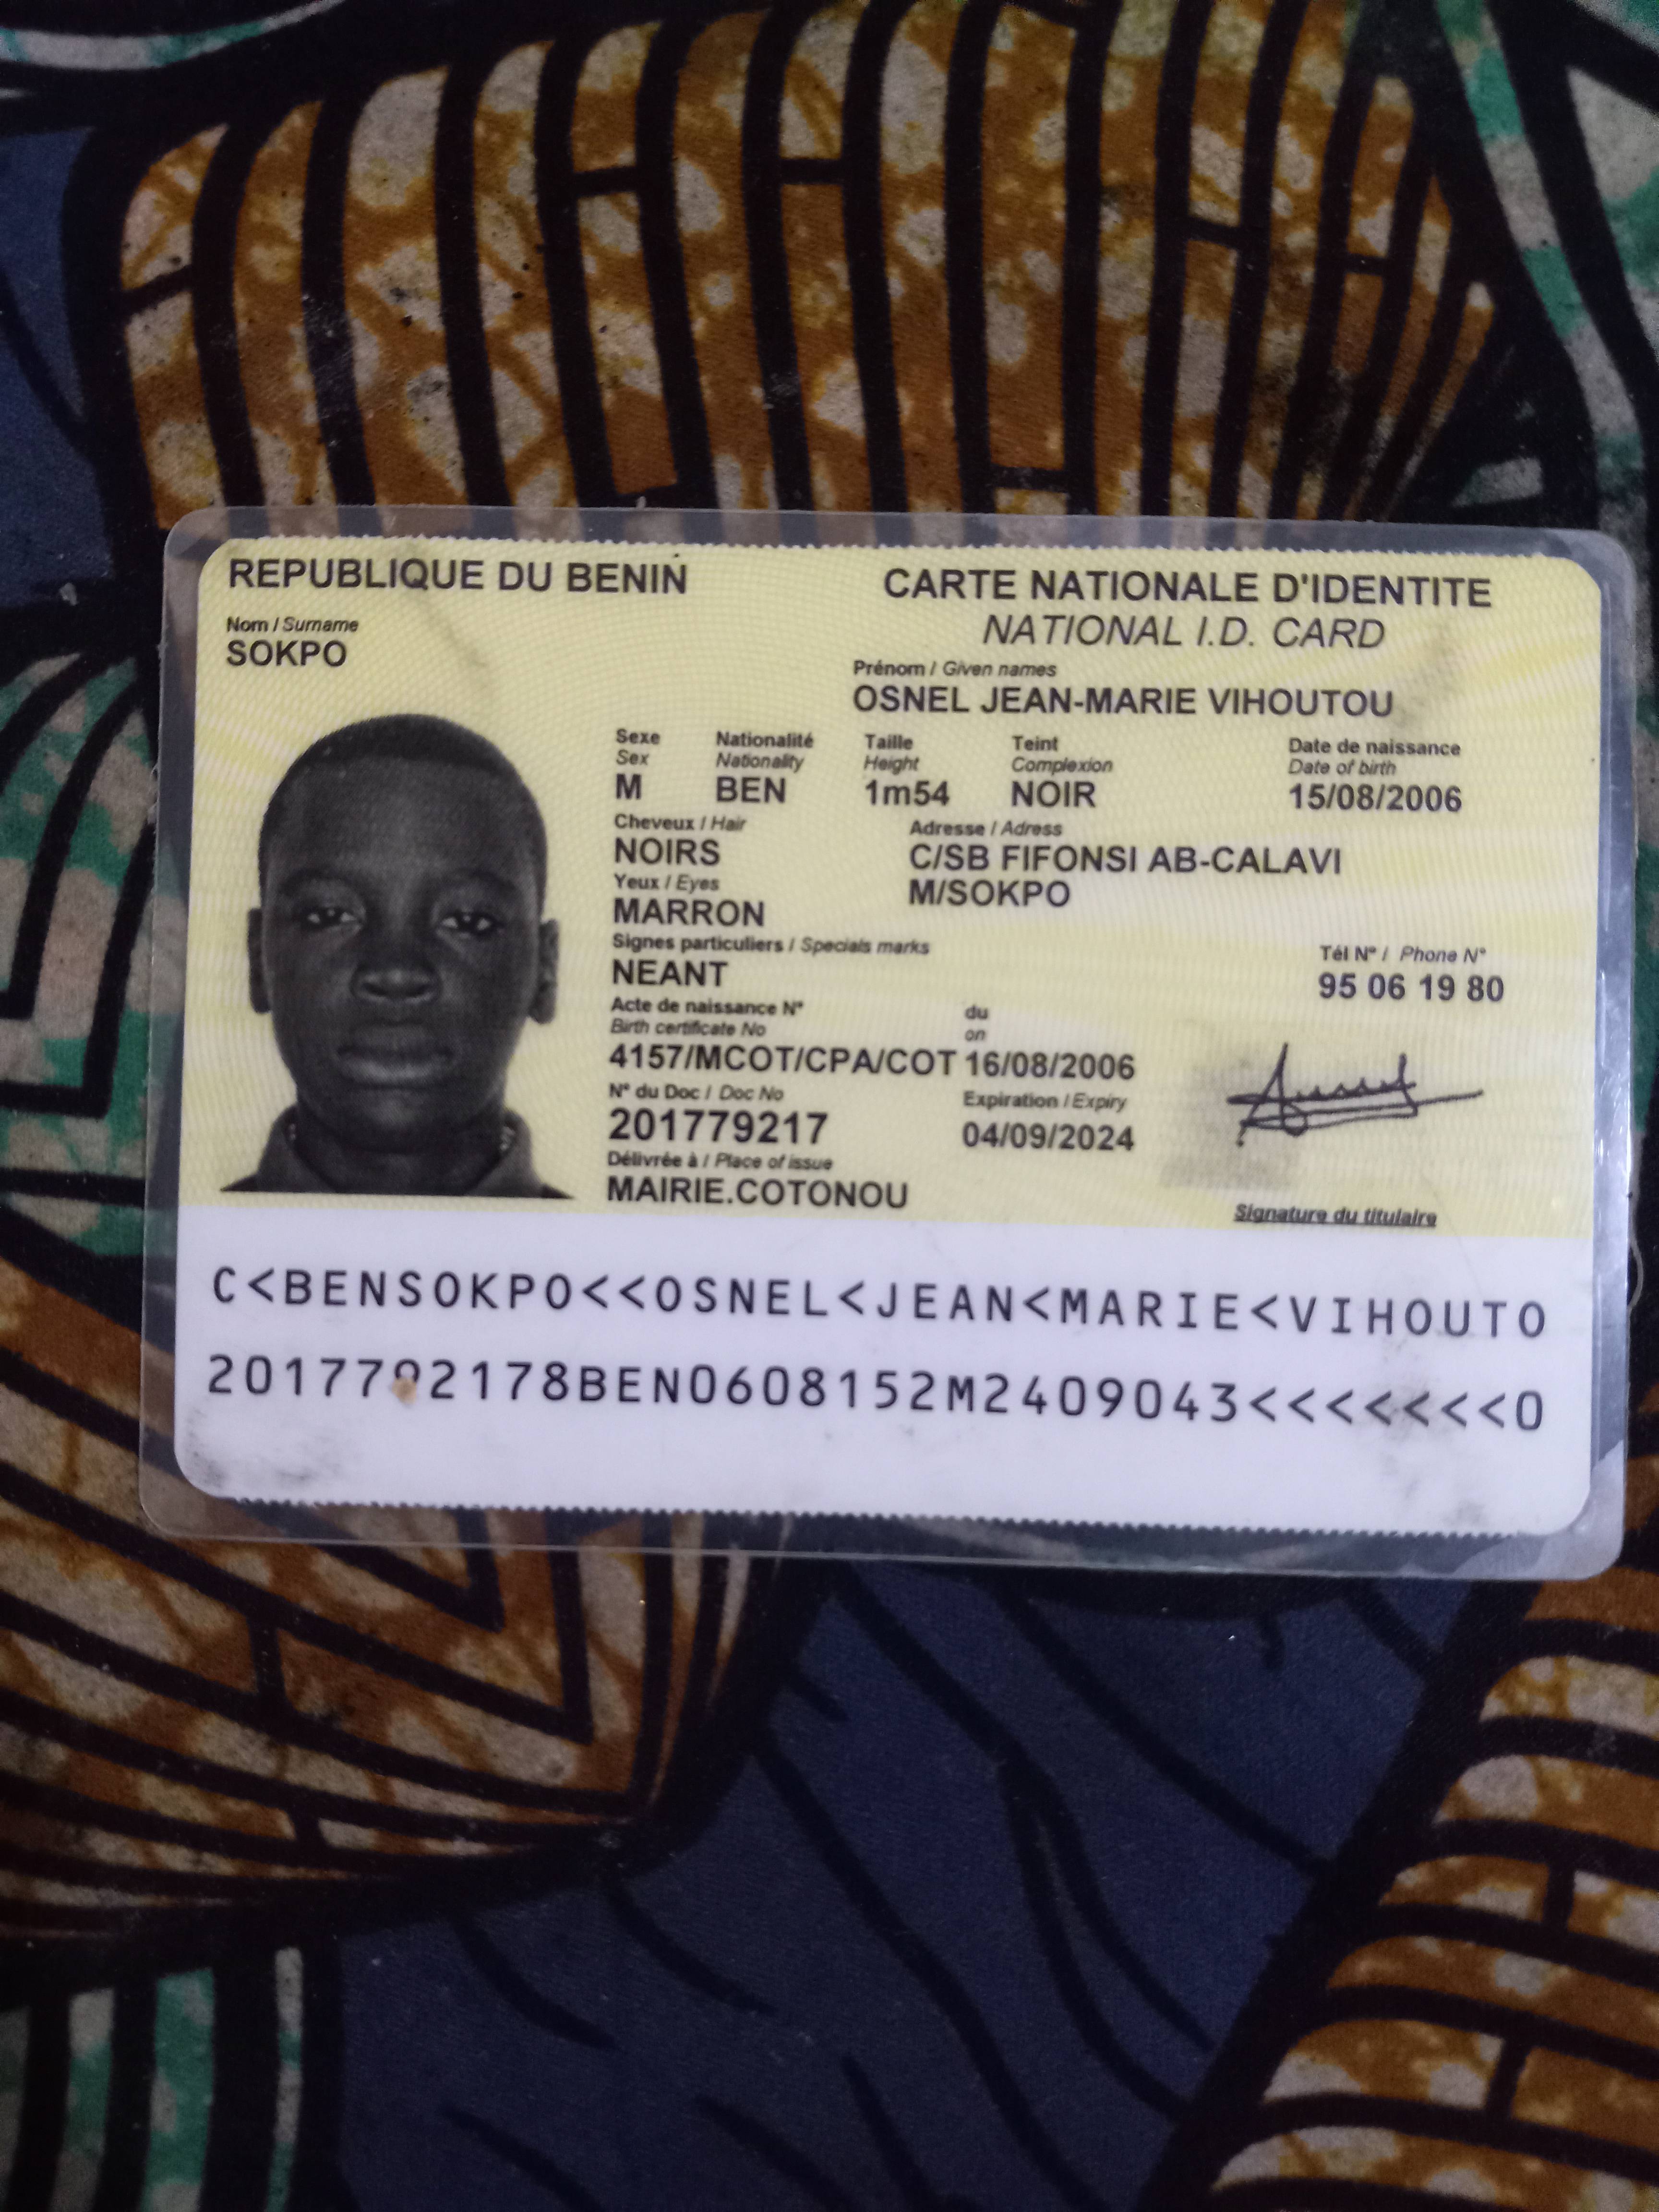 REPUBLIQUE DU BENIN
CARTE NATIONALE D'IDENTITE
NATIONAL I.D. CARD
Nom / Surname
SOKPO
Prénom / Given names
OSNEL JEAN-MARIE VIHOUTOU
Sexe Nationalité Taille Teint Date de naissance
Sex Nationality Height Complexion Date of birth
M BEN 1m54 NOIR 15/08/2006
Cheveux / Hair
NOIRS
Adresse / Adress
C/SB FIFONSI AB-CALAVI
M/SOKPO
Yeux / Eyes
MARRON
Signes particuliers / Specials marks
NEANT
Tél N° / Phone N°
95 06 19 80
Acte de naissance N° du
Birth certificate No on
4157/MCOT/CPA/COT 16/08/2006
N° du Doc / Doc No Expiration / Expiry
201779217 04/09/2024
Délivrée à / Place of issue
MAIRIE.COTONOU
Signature du titulaire
C<BENSOKPO<<OSNEL<JEAN<MARIE<VIHOUTO
2017792178BEN0608152M2409043<<<<<<<0